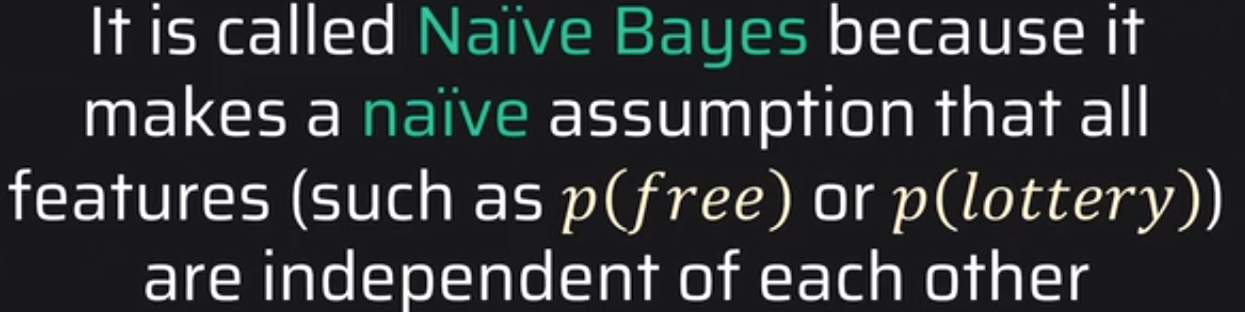 It is called Naïve Bayes because it
makes a naïve assumption that all
features (such as p(free) or p(lottery))
are independent of each other